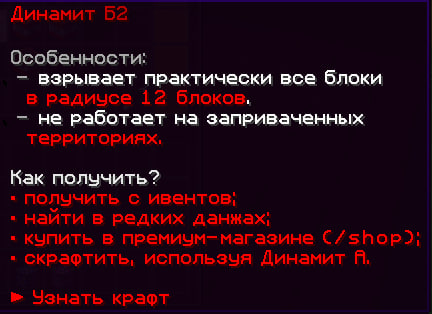 Динамит Б2
Особенности:
– взрывает практически все блоки
в радиусе 12 блоков.
– не работает на заприваченных
территориях.
Как получить?
• получить с ивентов;
• найти в редких данжах;
• купить в премиум-магазине (/shop);
• скрафтить, используя Динамит А.
► Узнать крафт